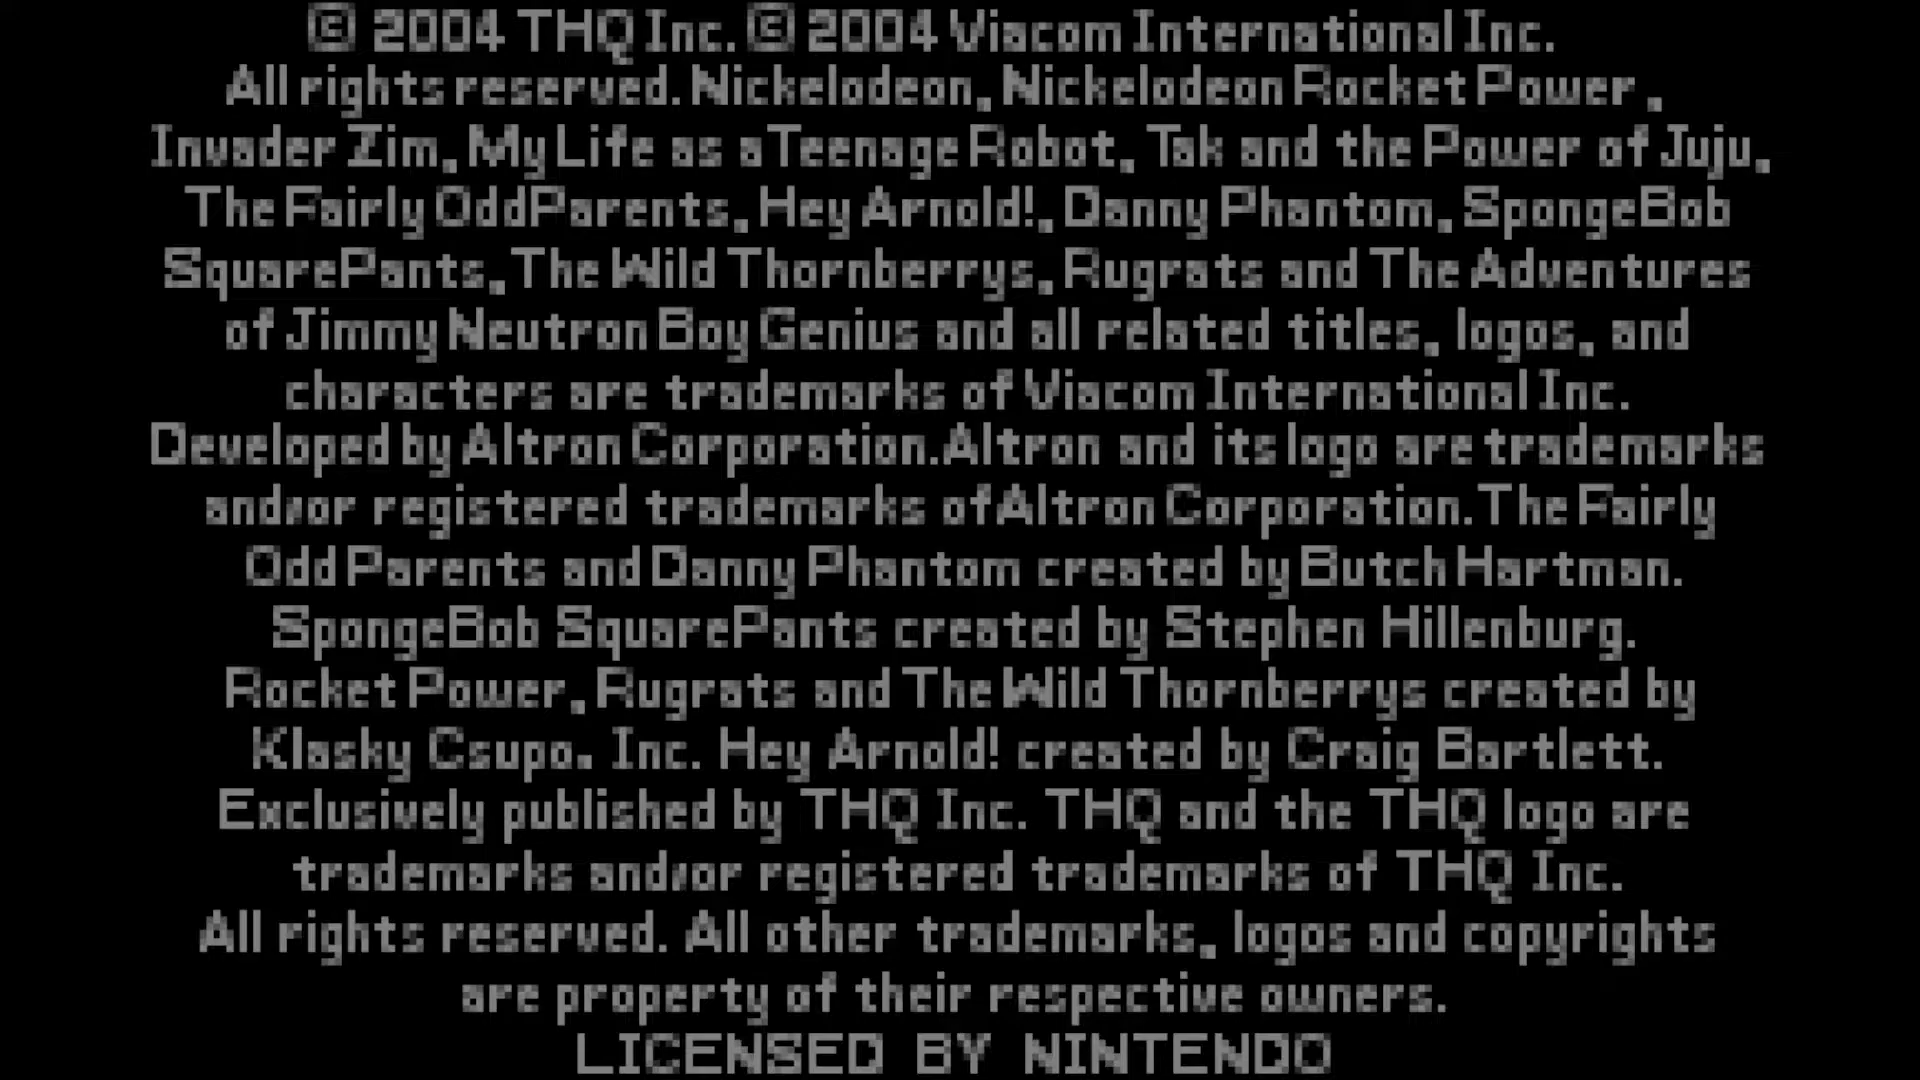 © 2004 THQ Inc. © 2004 Viacom International Inc.
All rights reserved. Nickelodeon, Nickelodeon Rocket Power,
Invader Zim, My Life as a Teenage Robot, Tak and the Power of Juju,
The Fairly OddParents, Hey Arnold!, Danny Phantom, SpongeBob
SquarePants, The Wild Thornberrys, Rugrats and The Adventures
of Jimmy Neutron Boy Genius and all related titles, logos, and
characters are trademarks of Viacom International Inc.
Developed by Altron Corporation. Altron and its logo are trademarks
and/or registered trademarks of Altron Corporation. The Fairly
Odd Parents and Danny Phantom created by Butch Hartman.
SpongeBob SquarePants created by Stephen Hillenburg.
Rocket Power, Rugrats and The Wild Thornberrys created by
Klasky Csupo. Inc. Hey Arnold! created by Craig Bartlett.
Exclusively published by THQ Inc. THQ and the THQ logo are
trademarks and/or registered trademarks of THQ Inc.
All rights reserved. All other trademarks, logos and copyrights
are property of their respective owners.
LICENSED BY NINTENDO